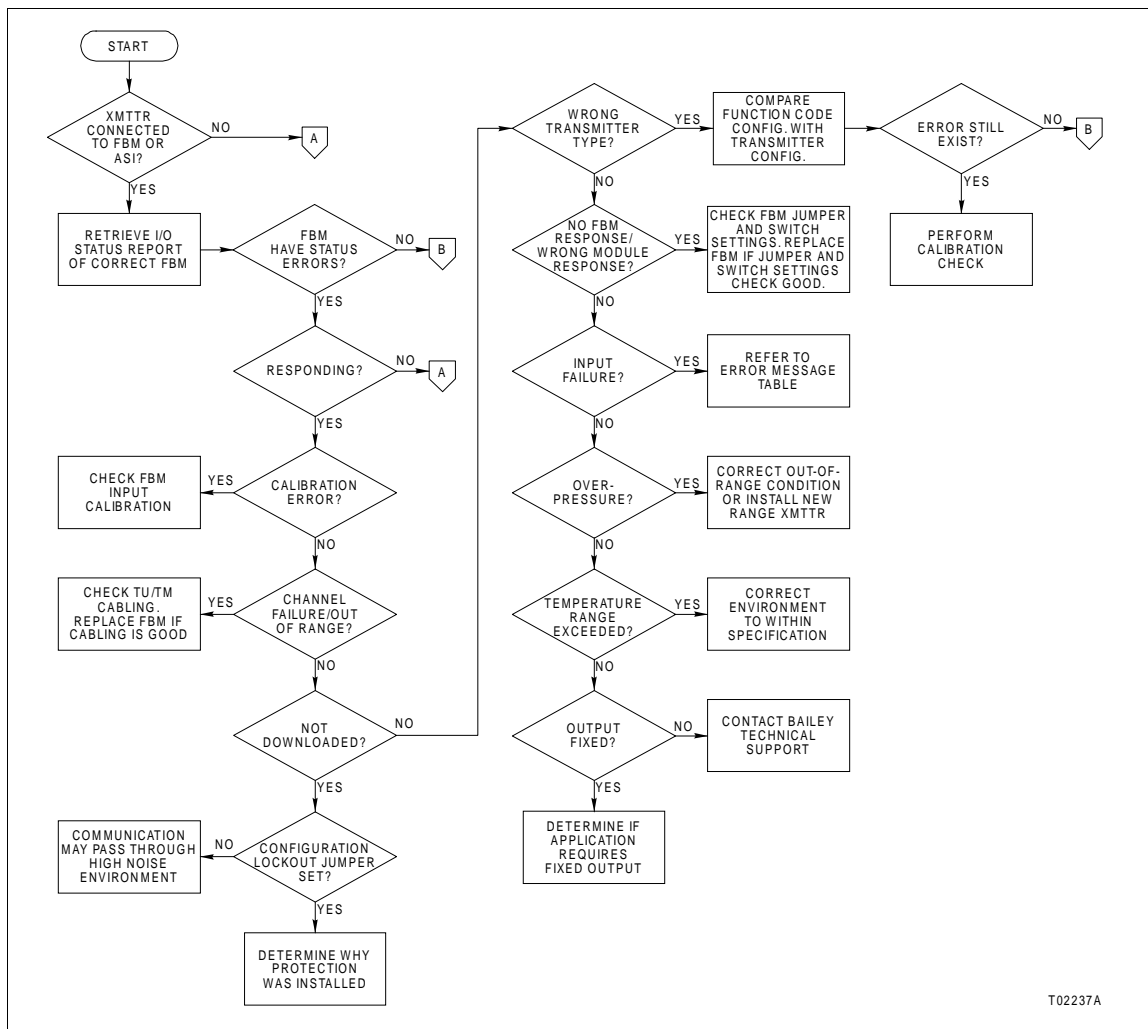 START
XMTTR
CONNECTED
TO FBM OR
ASI?
NO
A
YES
RETRIEVE I/O
STATUS REPORT
OF CORRECT FBM
FBM
HAVE STATUS
ERRORS?
NO
B
YES
RESPONDING?
NO
A
YES
CALIBRATION
ERROR?
YES
CHECK FBM
INPUT
CALIBRATION
NO
CHANNEL
FAILURE/OUT
OF RANGE?
YES
CHECK TU/TM
CABLING.
REPLACE FBM IF
CABLING IS GOOD
NO
NOT
DOWNLOADED?
NO
YES
CONFIGURATION
LOCKOUT JUMPER
SET?
NO
COMMUNICATION
MAY PASS THROUGH
HIGH NOISE
ENVIRONMENT
YES
DETERMINE WHY
PROTECTION
WAS INSTALLED
WRONG
TRANSMITTER
TYPE?
YES
COMPARE
FUNCTION CODE
CONFIG. WITH
TRANSMITTER
CONFIG.
ERROR STILL
EXIST?
NO
B
YES
PERFORM
CALIBRATION
CHECK
NO
NO FBM
RESPONSE/
WRONG MODULE
RESPONSE?
YES
CHECK FBM JUMPER
AND SWITCH
SETTINGS. REPLACE
FBM IF JUMPER AND
SWITCH SETTINGS
CHECK GOOD.
NO
INPUT
FAILURE?
YES
REFER TO
ERROR MESSAGE
TABLE
NO
OVER-
PRESSURE?
YES
CORRECT OUT-OF-
RANGE CONDITION
OR INSTALL NEW
RANGE XMTTR
NO
TEMPERATURE
RANGE
EXCEEDED?
YES
CORRECT
ENVIRONMENT
TO WITHIN
SPECIFICATION
NO
OUTPUT
FIXED?
NO
CONTACT BAILEY
TECHNICAL
SUPPORT
YES
DETERMINE IF
APPLICATION
REQUIRES
FIXED OUTPUT
T02237A